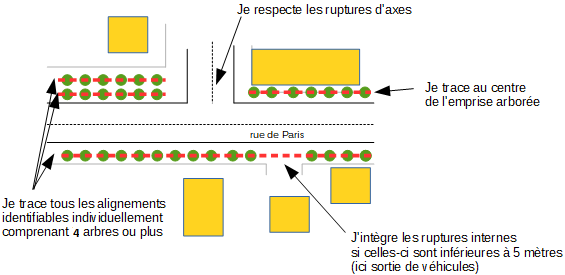 Je respecte les ruptures d'axes
Je trace au centre
de l'emprise arborée
rue de Paris
Je trace tous les alignements
identifiables individuellement
comprenant 4 arbres ou plus
J'intègre les ruptures internes
si celles-ci sont inférieures à 5 mètres
(ici sortie de véhicules)